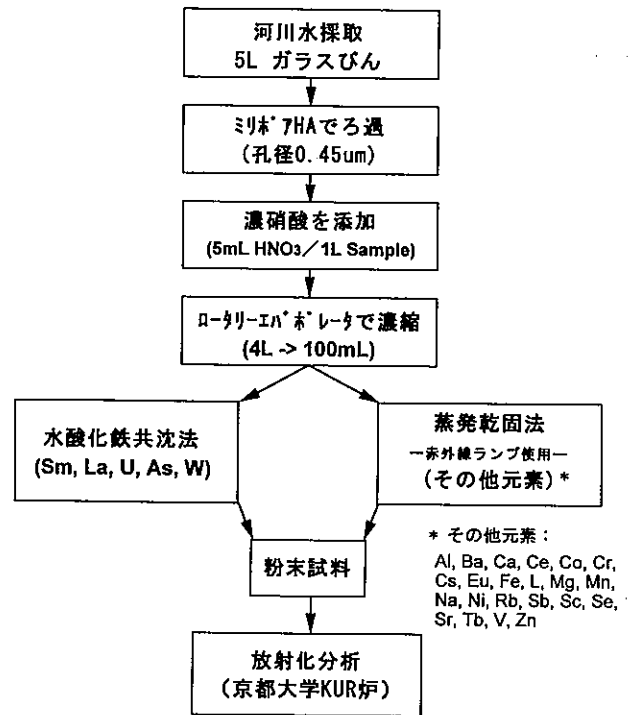 河川水採取
5L ガラスびん
ﾐﾘﾎﾟｱHAでろ過
(孔径0.45um)
濃硝酸を添加
(5mL HNO₃／1L Sample)
ﾛｰﾀﾘｰｴﾊﾞﾎﾟﾚｰﾀで濃縮
(4L -> 100mL)
水酸化鉄共沈法
(Sm, La, U, As, W)
蒸発乾固法
―赤外線ランプ使用―
(その他元素)*
* その他元素：
Al, Ba, Ca, Ce, Co, Cr,
Cs, Eu, Fe, L, Mg, Mn,
Na, Ni, Rb, Sb, Sc, Se,
Sr, Tb, V, Zn
粉末試料
放射化分析
(京都大学KUR炉)